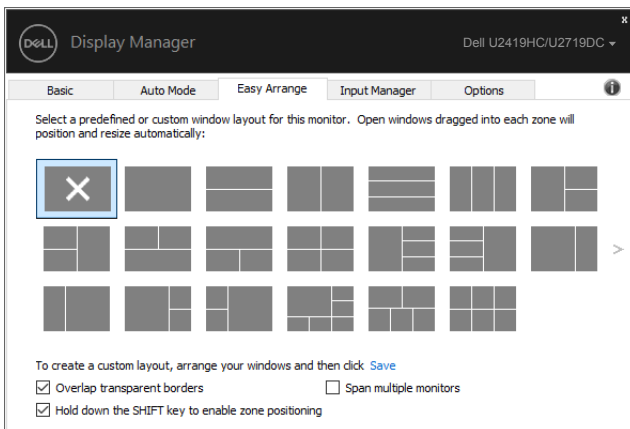 x
DELL Display Manager Dell U2419HC/U2719DC
Basic Auto Mode Easy Arrange Input Manager Options i
Select a predefined or custom window layout for this monitor. Open windows dragged into each zone will
position and resize automatically:
>
To create a custom layout, arrange your windows and then click Save
Overlap transparent borders Span multiple monitors
Hold down the SHIFT key to enable zone positioning